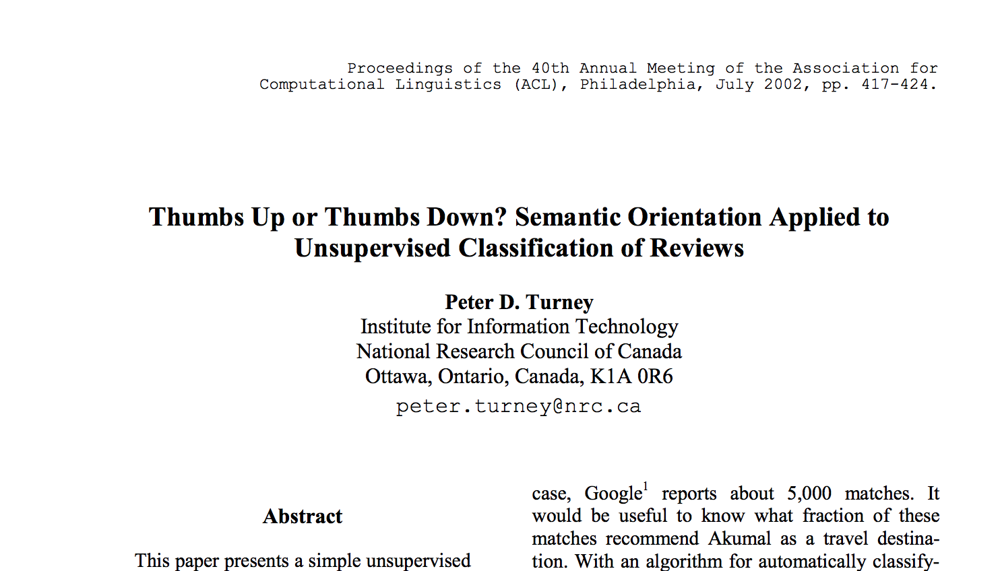 Proceedings of the 40th Annual Meeting of the Association for
Computational Linguistics (ACL), Philadelphia, July 2002, pp. 417-424.
Thumbs Up or Thumbs Down? Semantic Orientation Applied to
Unsupervised Classification of Reviews
Peter D. Turney
Institute for Information Technology
National Research Council of Canada
Ottawa, Ontario, Canada, K1A 0R6
peter.turney@nrc.ca
Abstract
This paper presents a simple unsupervised
case, Google1 reports about 5,000 matches. It
would be useful to know what fraction of these
matches recommend Akumal as a travel destina-
tion. With an algorithm for automatically classify-